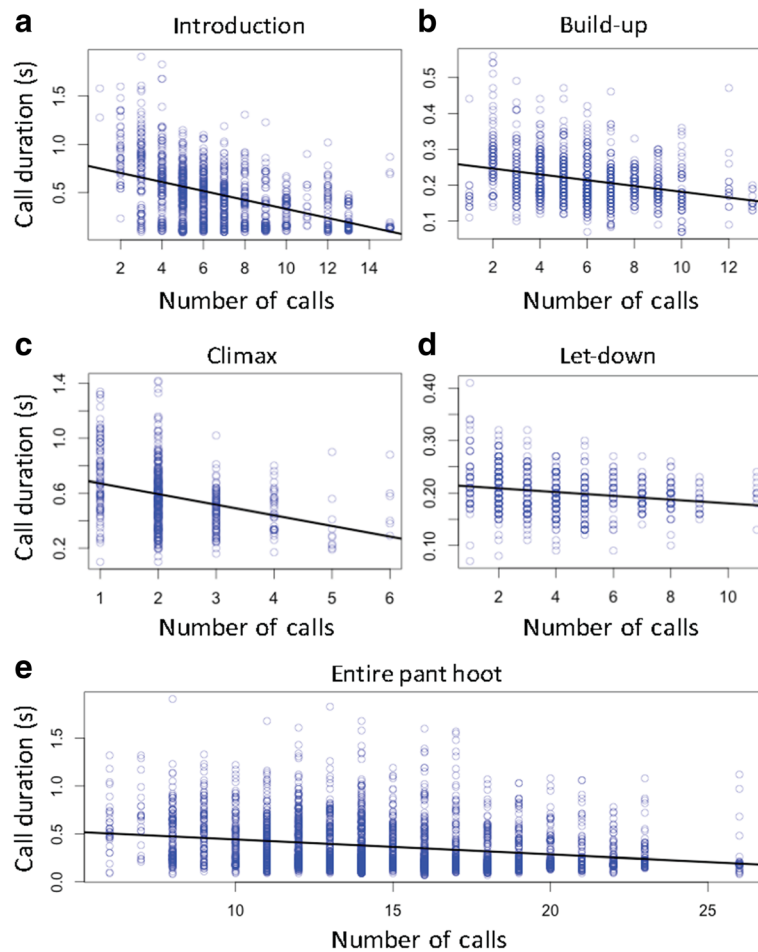 a Introduction
Call duration (s)
0.5 1.0 1.5
2 4 6 8 10 12 14
Number of calls
b Build-up
0.1 0.2 0.3 0.4 0.5
2 4 6 8 10 12
Number of calls
c Climax
Call duration (s)
0.2 0.6 1.0 1.4
1 2 3 4 5 6
Number of calls
d Let-down
0.10 0.20 0.30 0.40
2 4 6 8 10
Number of calls
e Entire pant hoot
Call duration (s)
0.0 0.5 1.0 1.5
10 15 20 25
Number of calls